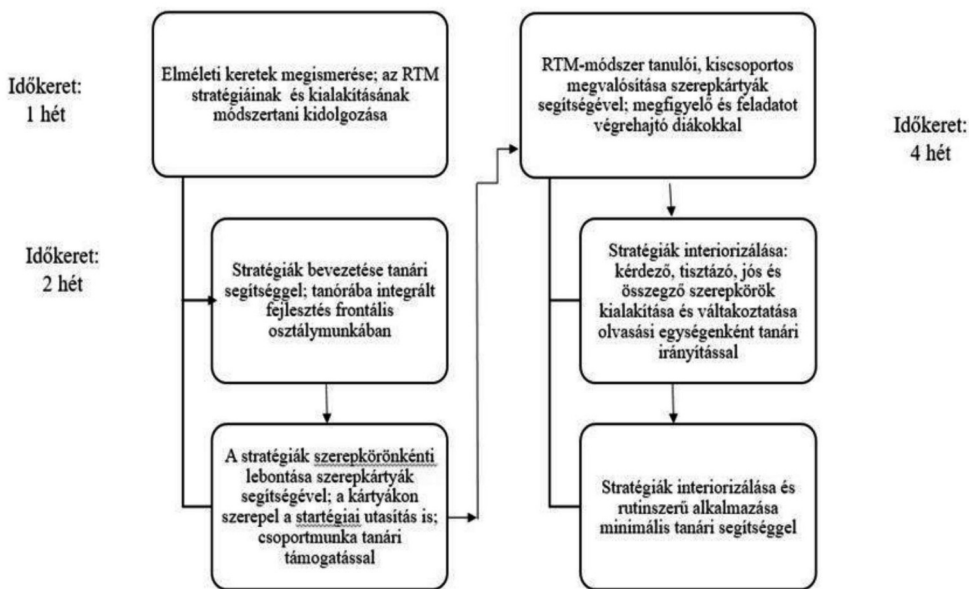 Időkeret:
1 hét
Elméleti keretek megismerése; az RTM
stratégiáinak és kialakításának
módszertani kidolgozása
Időkeret:
2 hét
Stratégiák bevezetése tanári
segítséggel; tanórába integrált
fejlesztés frontális
osztálymunkában
A stratégiák szerepkörönkénti
lebontása szerepkártyák
segítségével; a kártyákon
szerepel a startégiai utasítás is;
csoportmunka tanári
támogatással
RTM-módszer tanulói, kiscsoportos
megvalósítása szerepkártyák
segítségével; megfigyelő és feladatot
végrehajtó diákokkal
Időkeret:
4 hét
Stratégiák interiorizálása:
kérdező, tisztázó, jós és
összegző szerepkörök
kialakítása és váltakoztatása
olvasási egységenként tanári
irányítással
Stratégiák interiorizálása és
rutinszerű alkalmazása
minimális tanári segítséggel